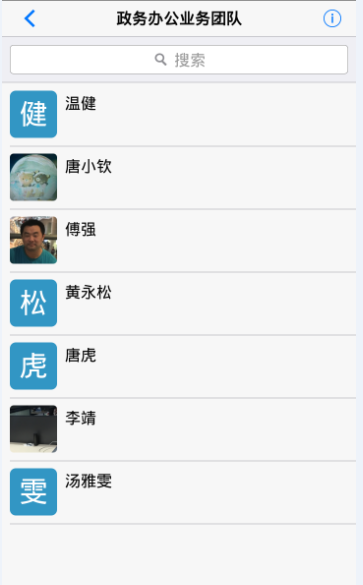 政务办公业务团队
搜索
健 温健
唐小钦
傅强
松 黄永松
虎 唐虎
李靖
雯 汤雅雯